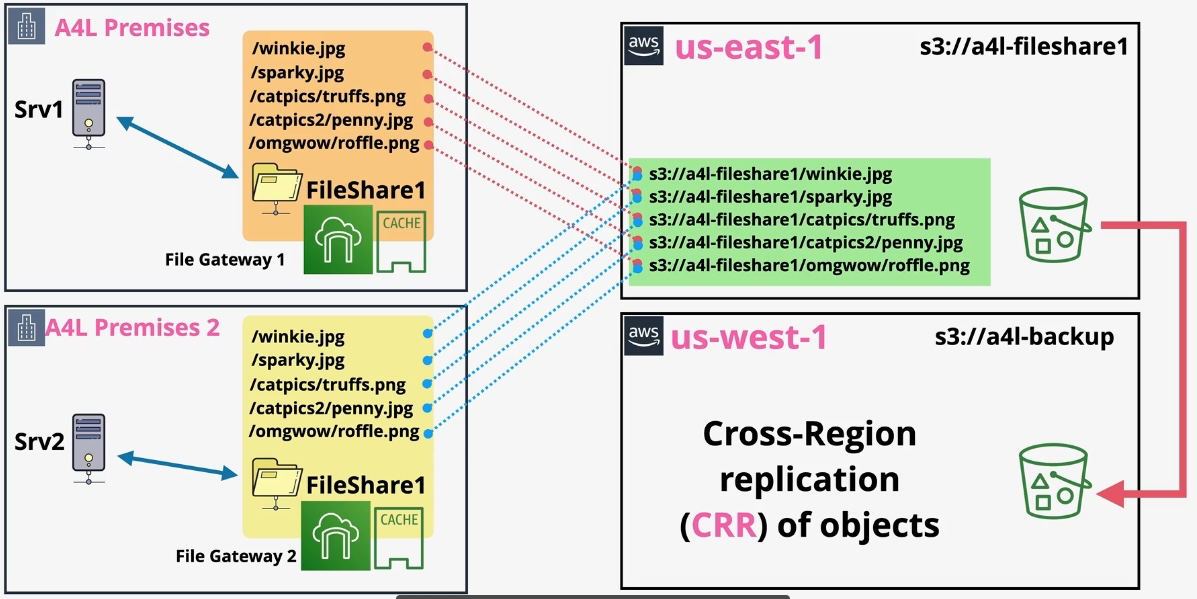 A4L Premises
/winkie.jpg
/sparky.jpg
/catpics/truffs.png
/catpics2/penny.jpg
/omgwow/roffle.png
Srv1
FileShare1
CACHE
File Gateway 1
A4L Premises 2
/winkie.jpg
/sparky.jpg
/catpics/truffs.png
/catpics2/penny.jpg
/omgwow/roffle.png
Srv2
FileShare1
CACHE
File Gateway 2
aws
us-east-1
s3://a4l-fileshare1
s3://a4l-fileshare1/winkie.jpg
s3://a4l-fileshare1/sparky.jpg
s3://a4l-fileshare1/catpics/truffs.png
s3://a4l-fileshare1/catpics2/penny.jpg
s3://a4l-fileshare1/omgwow/roffle.png
aws
us-west-1
s3://a4l-backup
Cross-Region
replication
(CRR) of objects